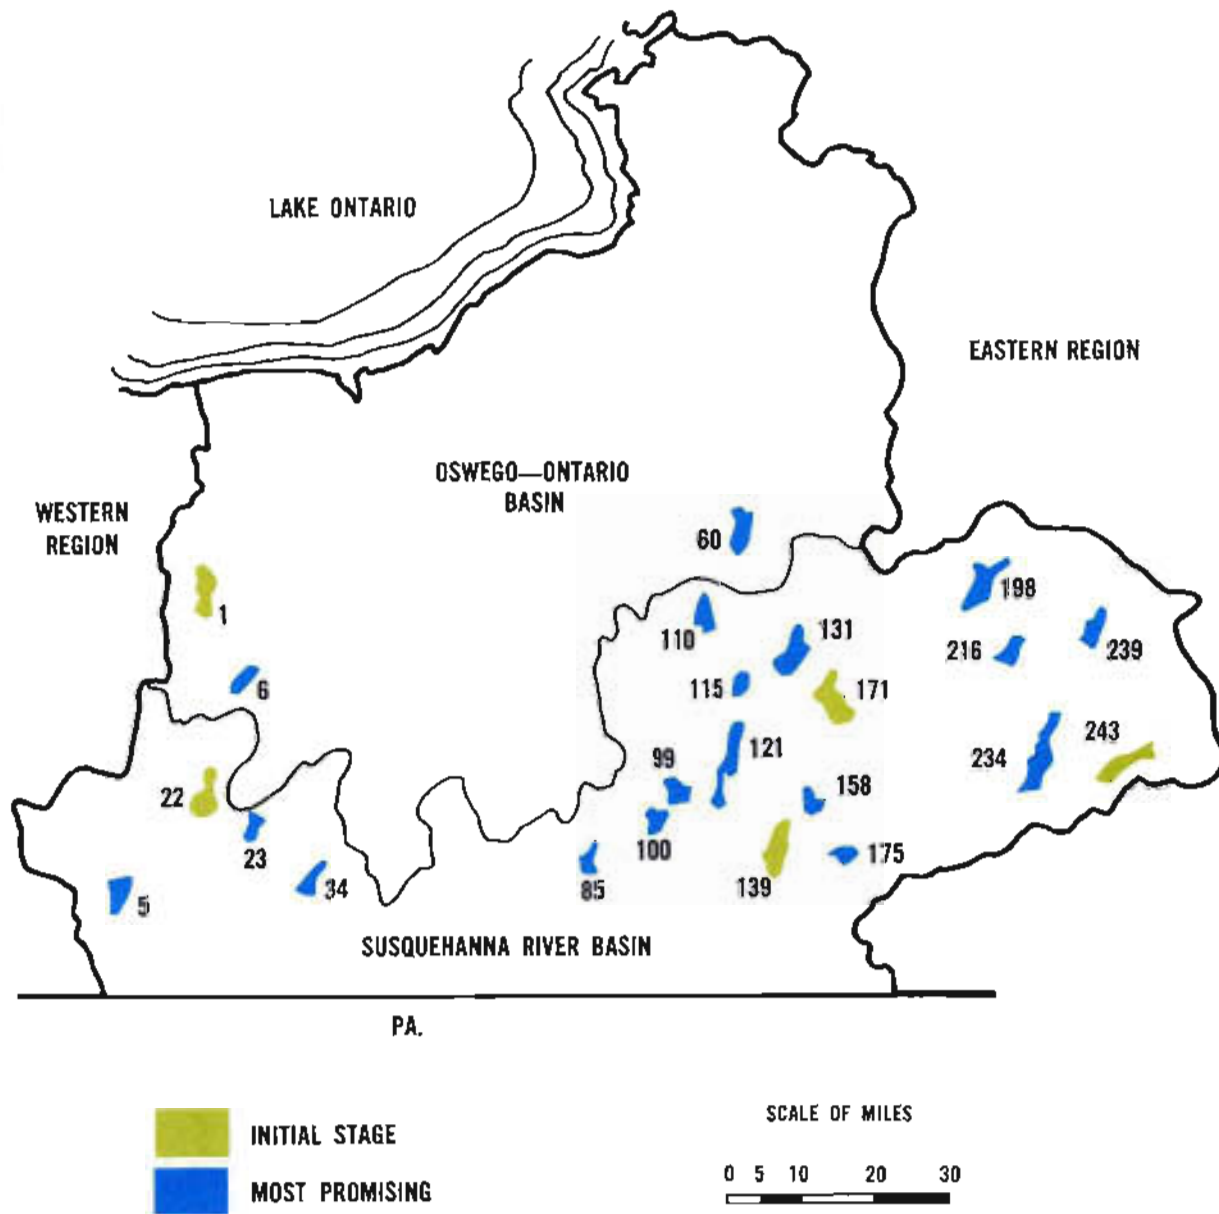 LAKE ONTARIO
EASTERN REGION
OSWEGO—ONTARIO
BASIN
WESTERN
REGION
60
1
198
110
131
216
239
6
115
171
121
243
99
234
22
158
100
23
175
34
85
139
5
SUSQUEHANNA RIVER BASIN
PA.
INITIAL STAGE
MOST PROMISING
SCALE OF MILES
0 5 10 20 30